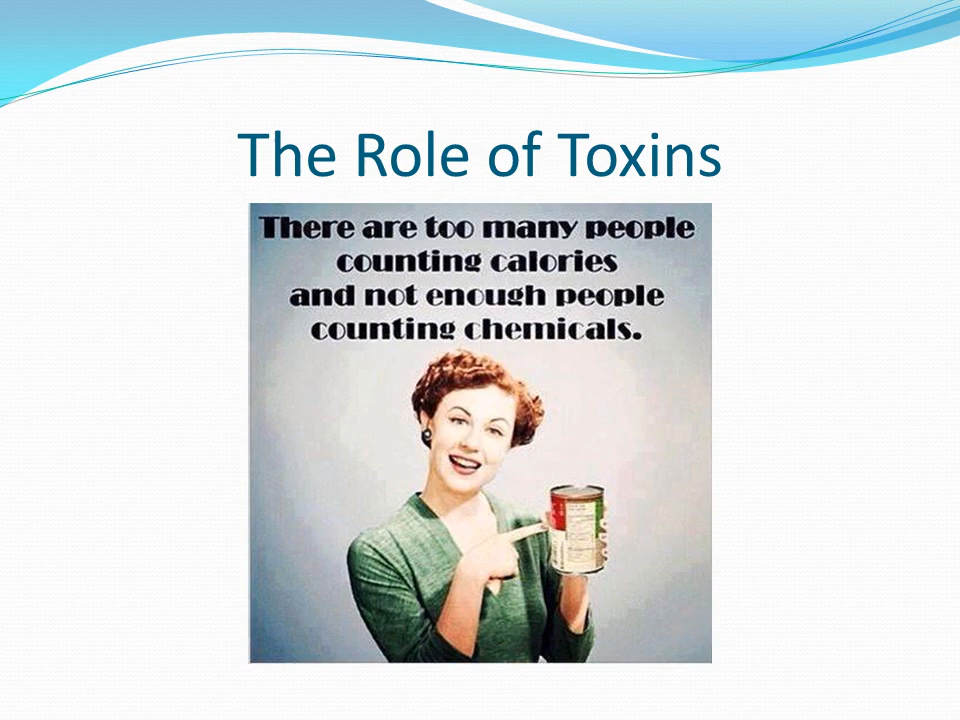 The Role of Toxins
There are too many people
counting calories
and not enough people
counting chemicals.